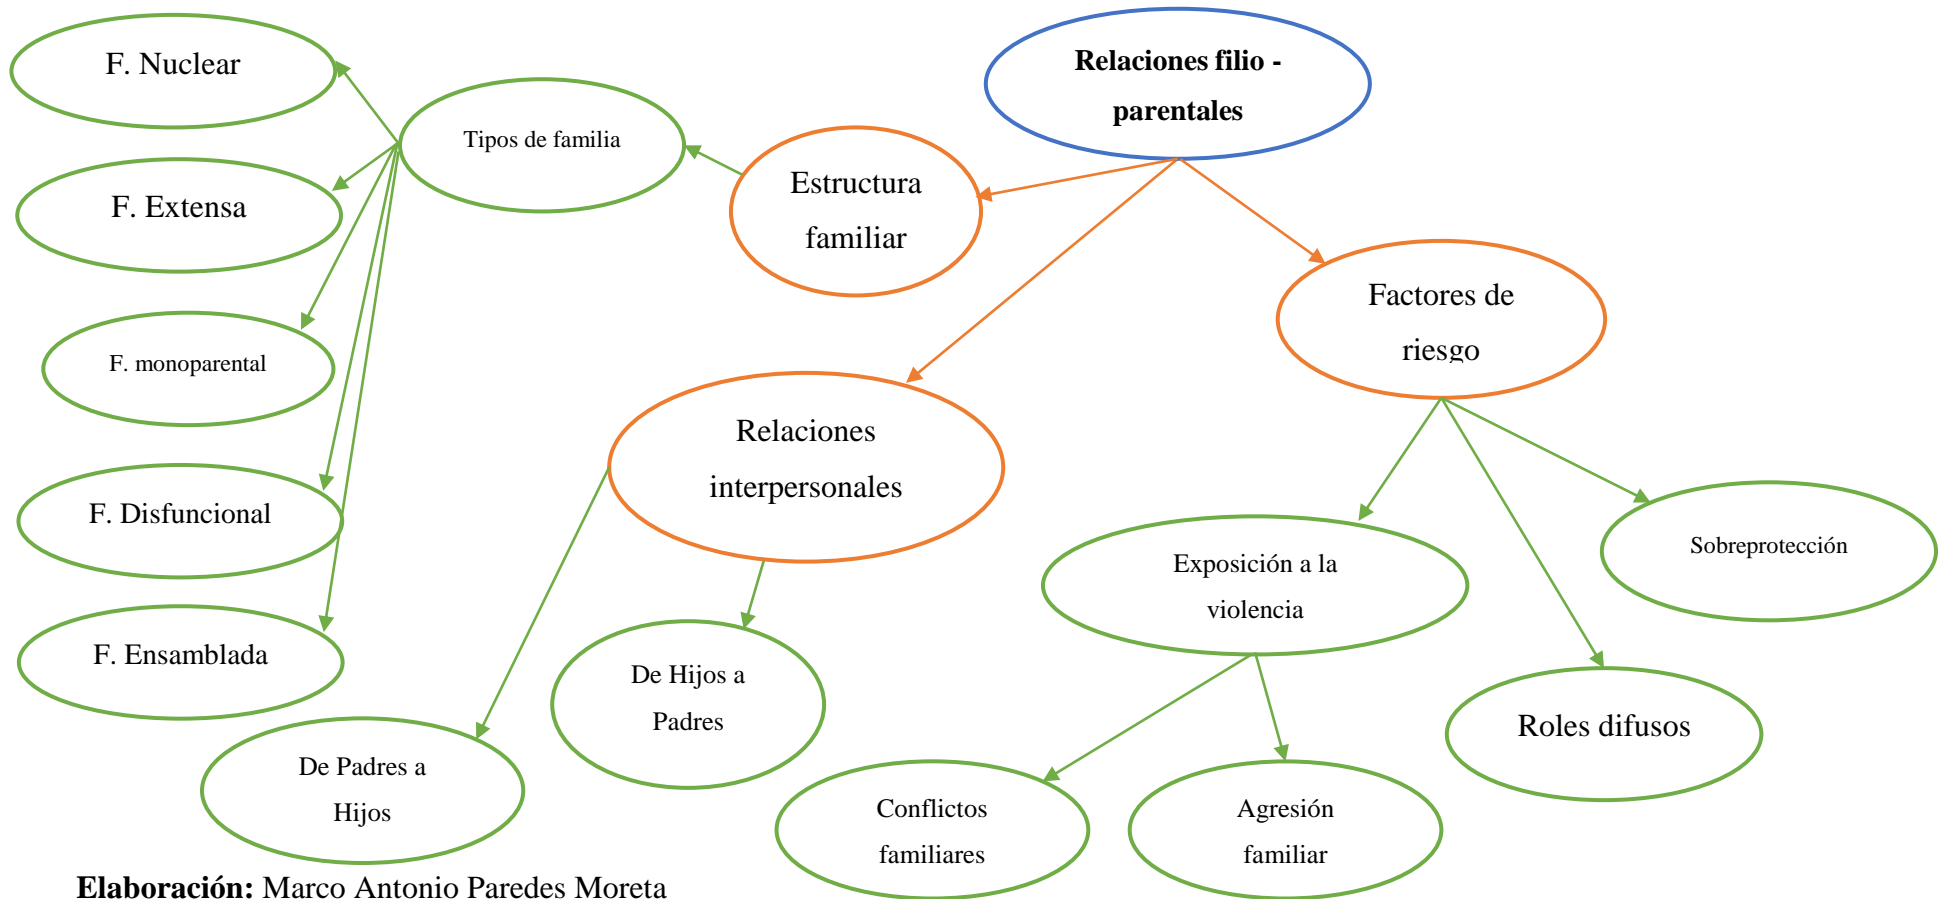 Relaciones filio -
parentales
Estructura
familiar
Tipos de familia
F. Nuclear
F. Extensa
F. monoparental
F. Disfuncional
F. Ensamblada
Relaciones
interpersonales
De Padres a
Hijos
De Hijos a
Padres
Factores de
riesgo
Exposición a la
violencia
Conflictos
familiares
Agresión
familiar
Roles difusos
Sobreprotección
Elaboración: Marco Antonio Paredes Moreta